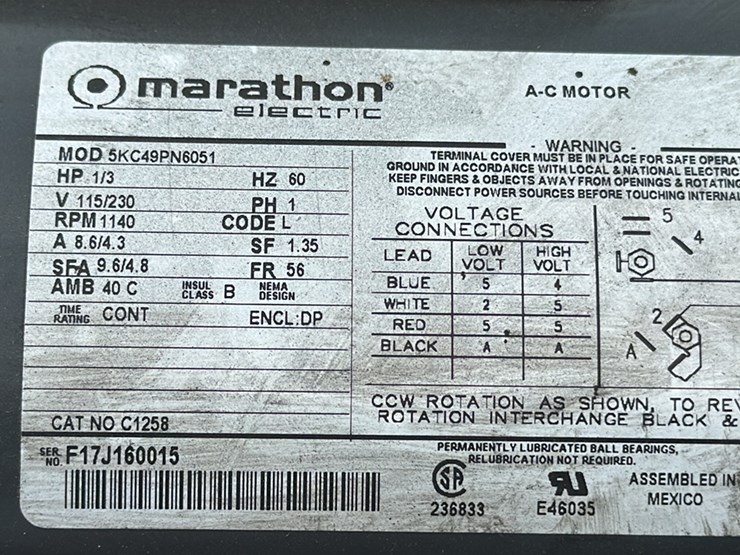 marathon®
electric
A-C MOTOR
MOD 5KC49PN6051
HP 1/3 HZ 60
V 115/230 PH 1
RPM 1140 CODE L
A 8.6/4.3 SF 1.35
SFA 9.6/4.8 FR 56
AMB 40 C INSUL CLASS B NEMA DESIGN
TIME RATING CONT ENCL:DP
CAT NO C1258
SER. NO. F17J160015
- WARNING -
TERMINAL COVER MUST BE IN PLACE FOR SAFE OPERA
GROUND IN ACCORDANCE WITH LOCAL & NATIONAL ELECTRIC
KEEP FINGERS & OBJECTS AWAY FROM OPENINGS & ROTATING
DISCONNECT POWER SOURCES BEFORE TOUCHING INTERNAL
VOLTAGE
CONNECTIONS
LEAD LOW VOLT HIGH VOLT
BLUE 5 4
WHITE 2 5
RED 5 5
BLACK A A
5
4
2
A
CCW ROTATION AS SHOWN, TO REV
ROTATION INTERCHANGE BLACK &
PERMANENTLY LUBRICATED BALL BEARINGS,
RELUBRICATION NOT REQUIRED.
236833
E46035
ASSEMBLED IN
MEXICO